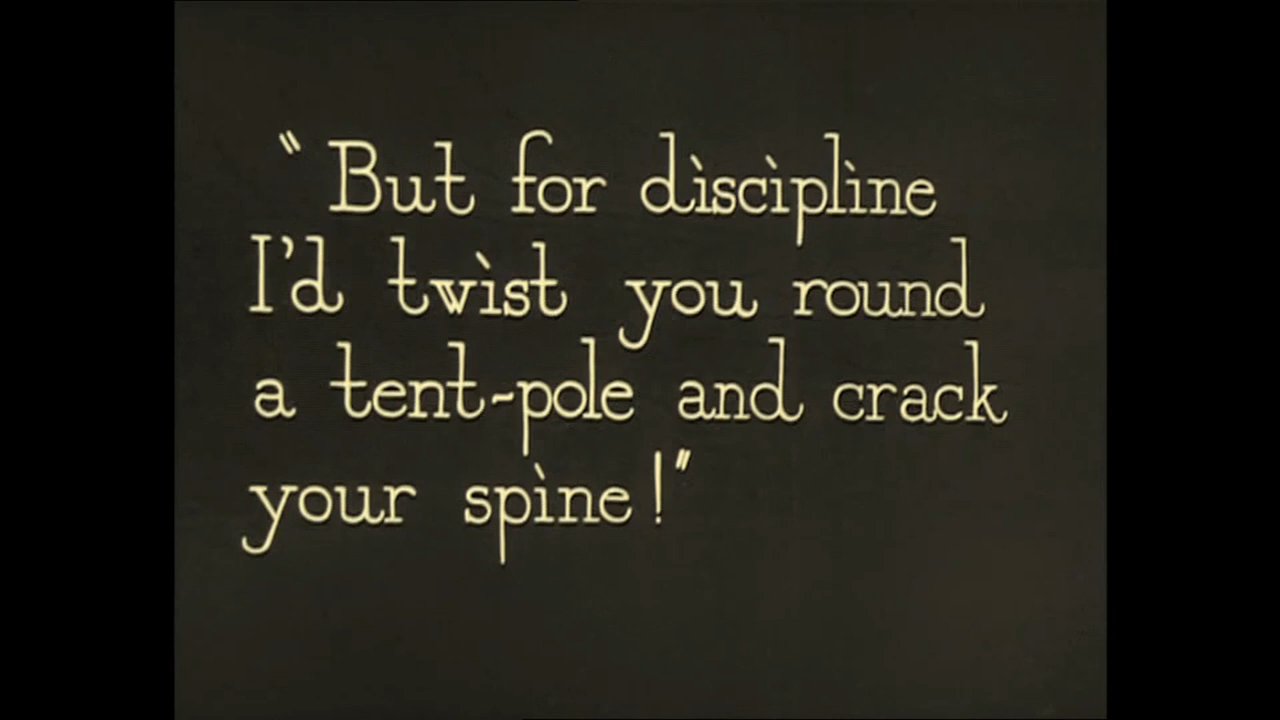 "But for discipline
I'd twist you round
a tent-pole and crack
your spine!"